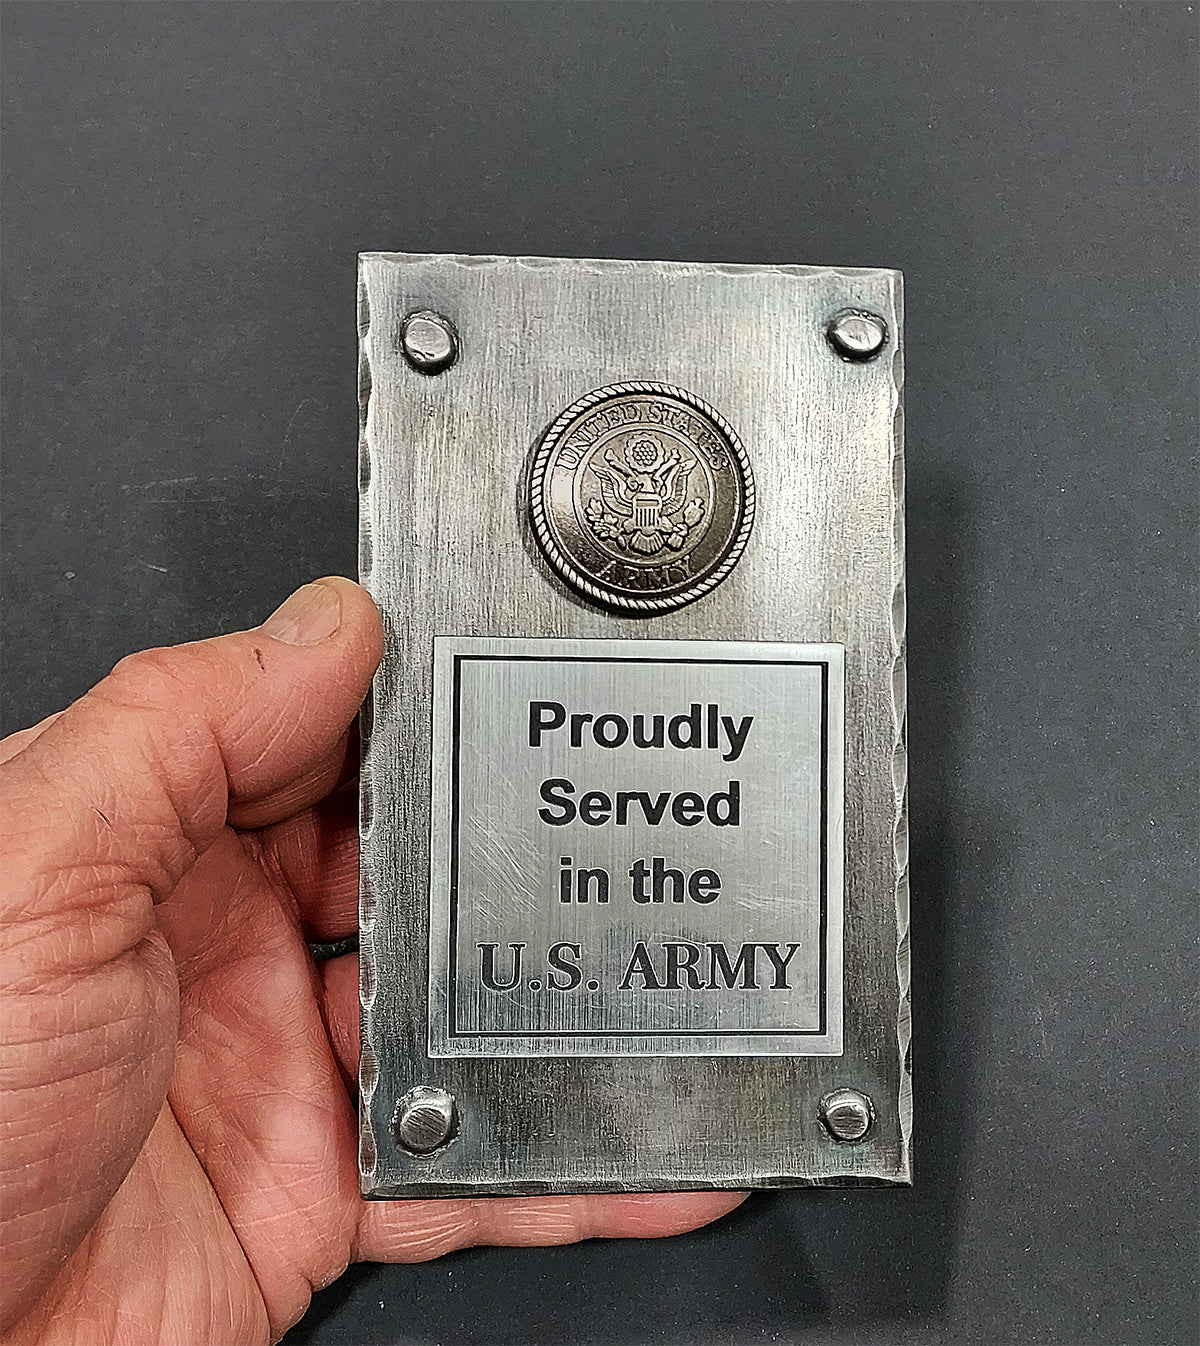 UNITED STATES
ARMY
Proudly
Served
in the
U.S. ARMY